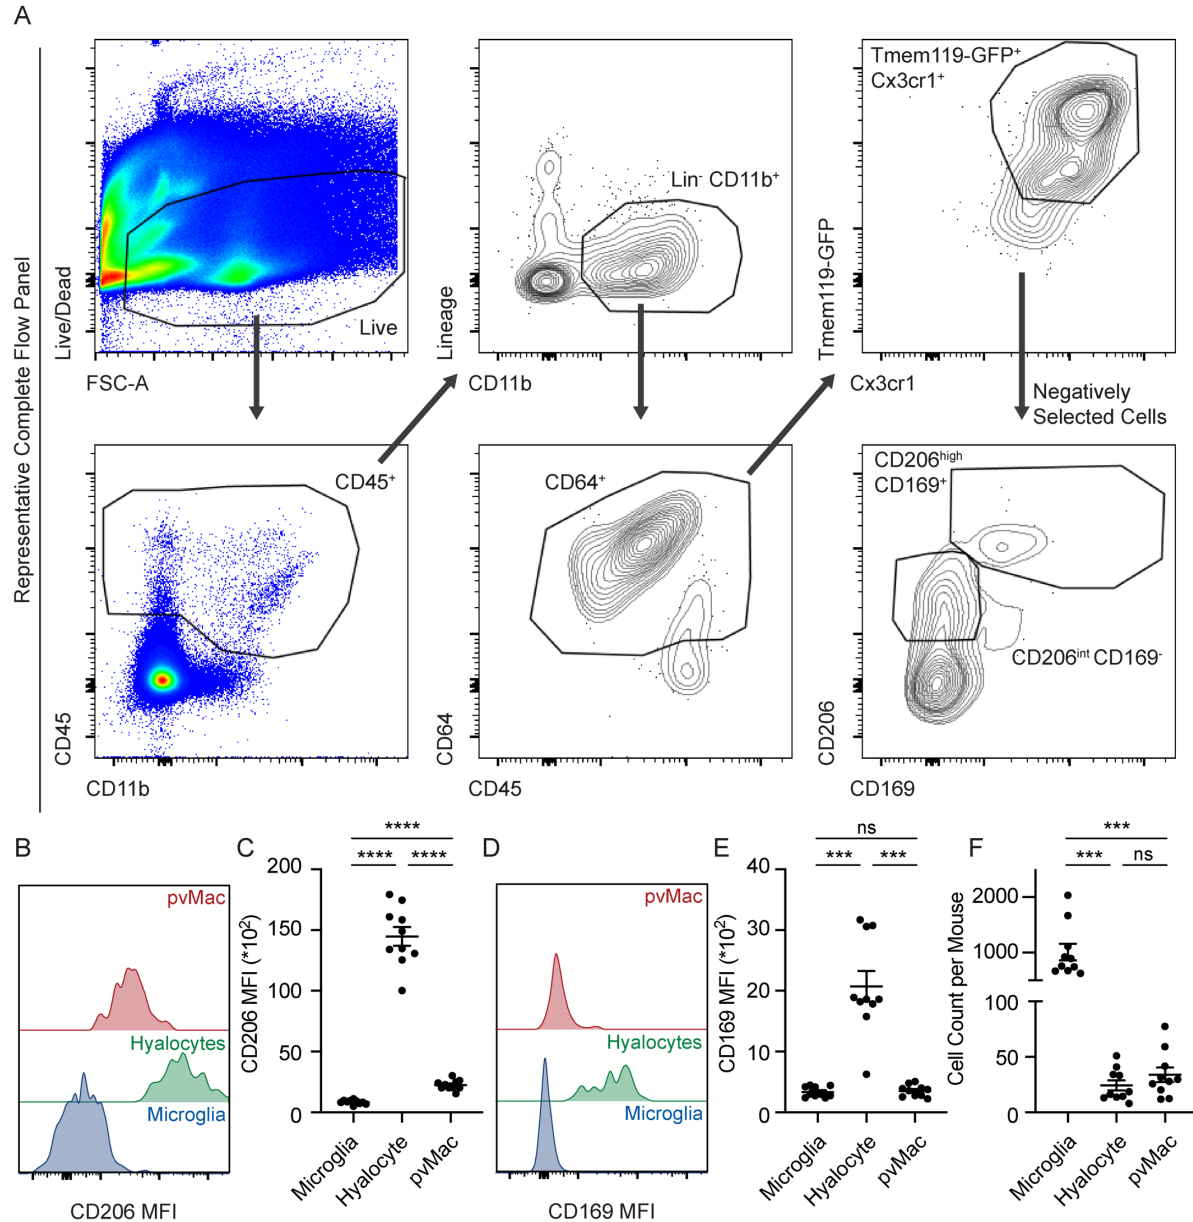 A
Representative Complete Flow Panel
Live/Dead
Live
FSC-A
Lineage
Lin- CD11b+
CD11b
Tmem119-GFP+
Cx3cr1+
Tmem119-GFP
Cx3cr1
Negatively
Selected Cells
CD45+
CD45
CD11b
CD64+
CD64
CD45
CD206high
CD169+
CD206int CD169-
CD206
CD169
B
pvMac
Hyalocytes
Microglia
CD206 MFI
C
****
**** ****
CD206 MFI (*10²)
200
150
100
50
0
Microglia
Hyalocyte
pvMac
D
pvMac
Hyalocytes
Microglia
CD169 MFI
E
ns
*** ***
CD169 MFI (*10²)
40
30
20
10
0
Microglia
Hyalocyte
pvMac
F
***
*** ns
Cell Count per Mouse
2000
1000
100
50
0
Microglia
Hyalocyte
pvMac